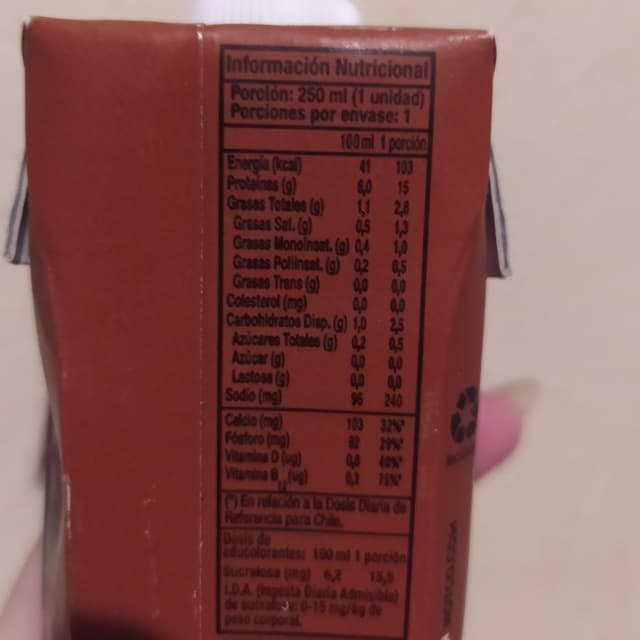 Información Nutricional
Porción: 250 ml (1 unidad)
Porciones por envase: 1
100ml 1 porción
Energía (kcal) 41 103
Proteínas (g) 6,0 15
Grasas Totales (g) 1,1 2,8
Grasas Sat. (g) 0,5 1,3
Grasas Monoinsat. (g) 0,4 1,0
Grasas Poliinsat. (g) 0,2 0,5
Grasas Trans (g) 0,0 0,0
Colesterol (mg) 0,0 0,0
Carbohidratos Disp. (g) 1,0 2,5
Azúcares Totales (g) 0,2 0,5
Azúcar (g) 0,0 0,0
Lactosa (g) 0,0 0,0
Sodio (mg) 96 240
Calcio (mg) 103 32%*
Fósforo (mg) 92 29%*
Vitamina D (ug) 0,8 40%*
Vitamina B (ug)
(*) En relación a la Dosis Diaria de
Referencia para Chile.
Dosis de
edulcorantes: 100 ml 1 porción
Sucralosa (mg) 6,2 15,5
I.D.A. (Ingesta Diaria Admisible)
de sucralosa: 0-15 mg/kg de
peso corporal.